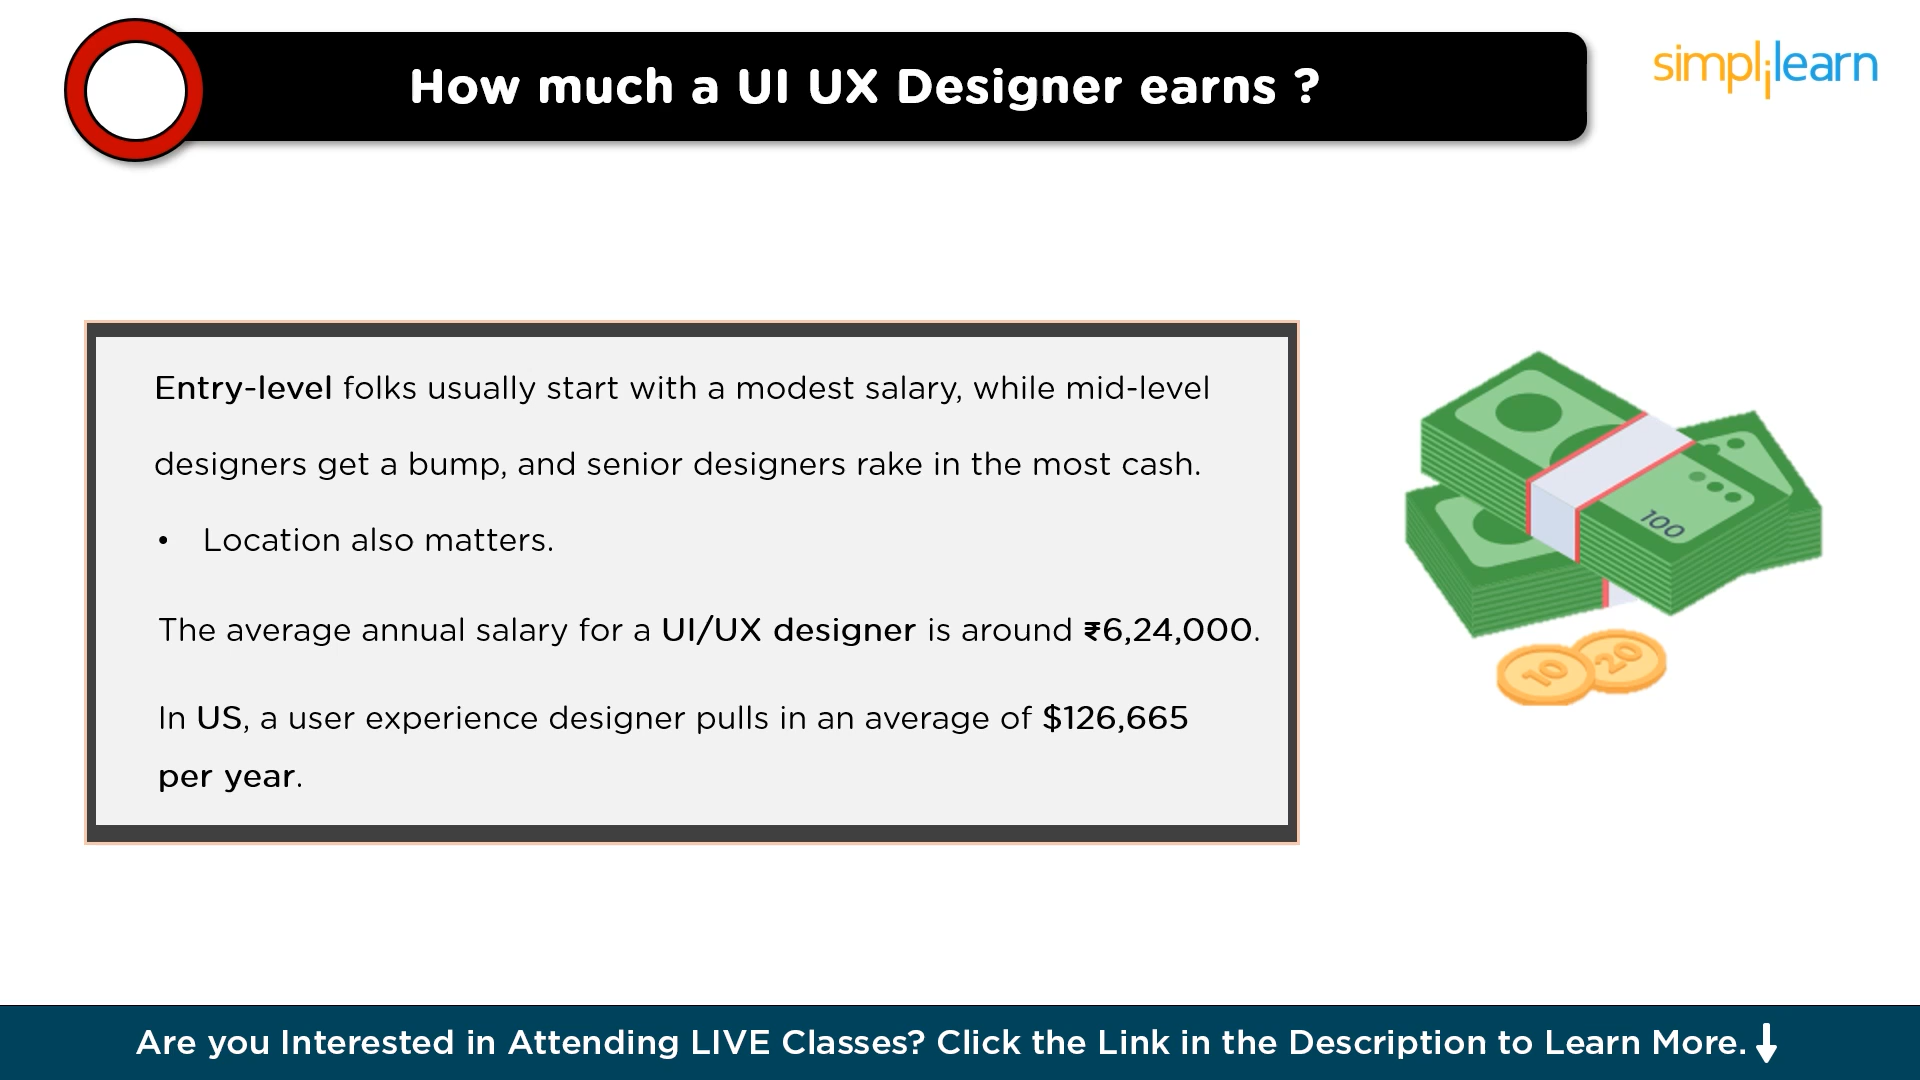 How much a UI UX Designer earns ?
simplilearn
Entry-level folks usually start with a modest salary, while mid-level
designers get a bump, and senior designers rake in the most cash.
• Location also matters.
The average annual salary for a UI/UX designer is around ₹6,24,000.
In US, a user experience designer pulls in an average of $126,665
per year.
100
10
20
Are you Interested in Attending LIVE Classes? Click the Link in the Description to Learn More.